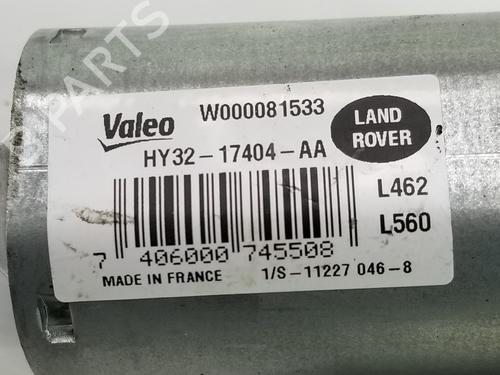 PARTS
Valeo W000081533
LAND
ROVER
HY32-17404-AA
L462
L560
7 406000 745508
MADE IN FRANCE 1/S-11227 046-8